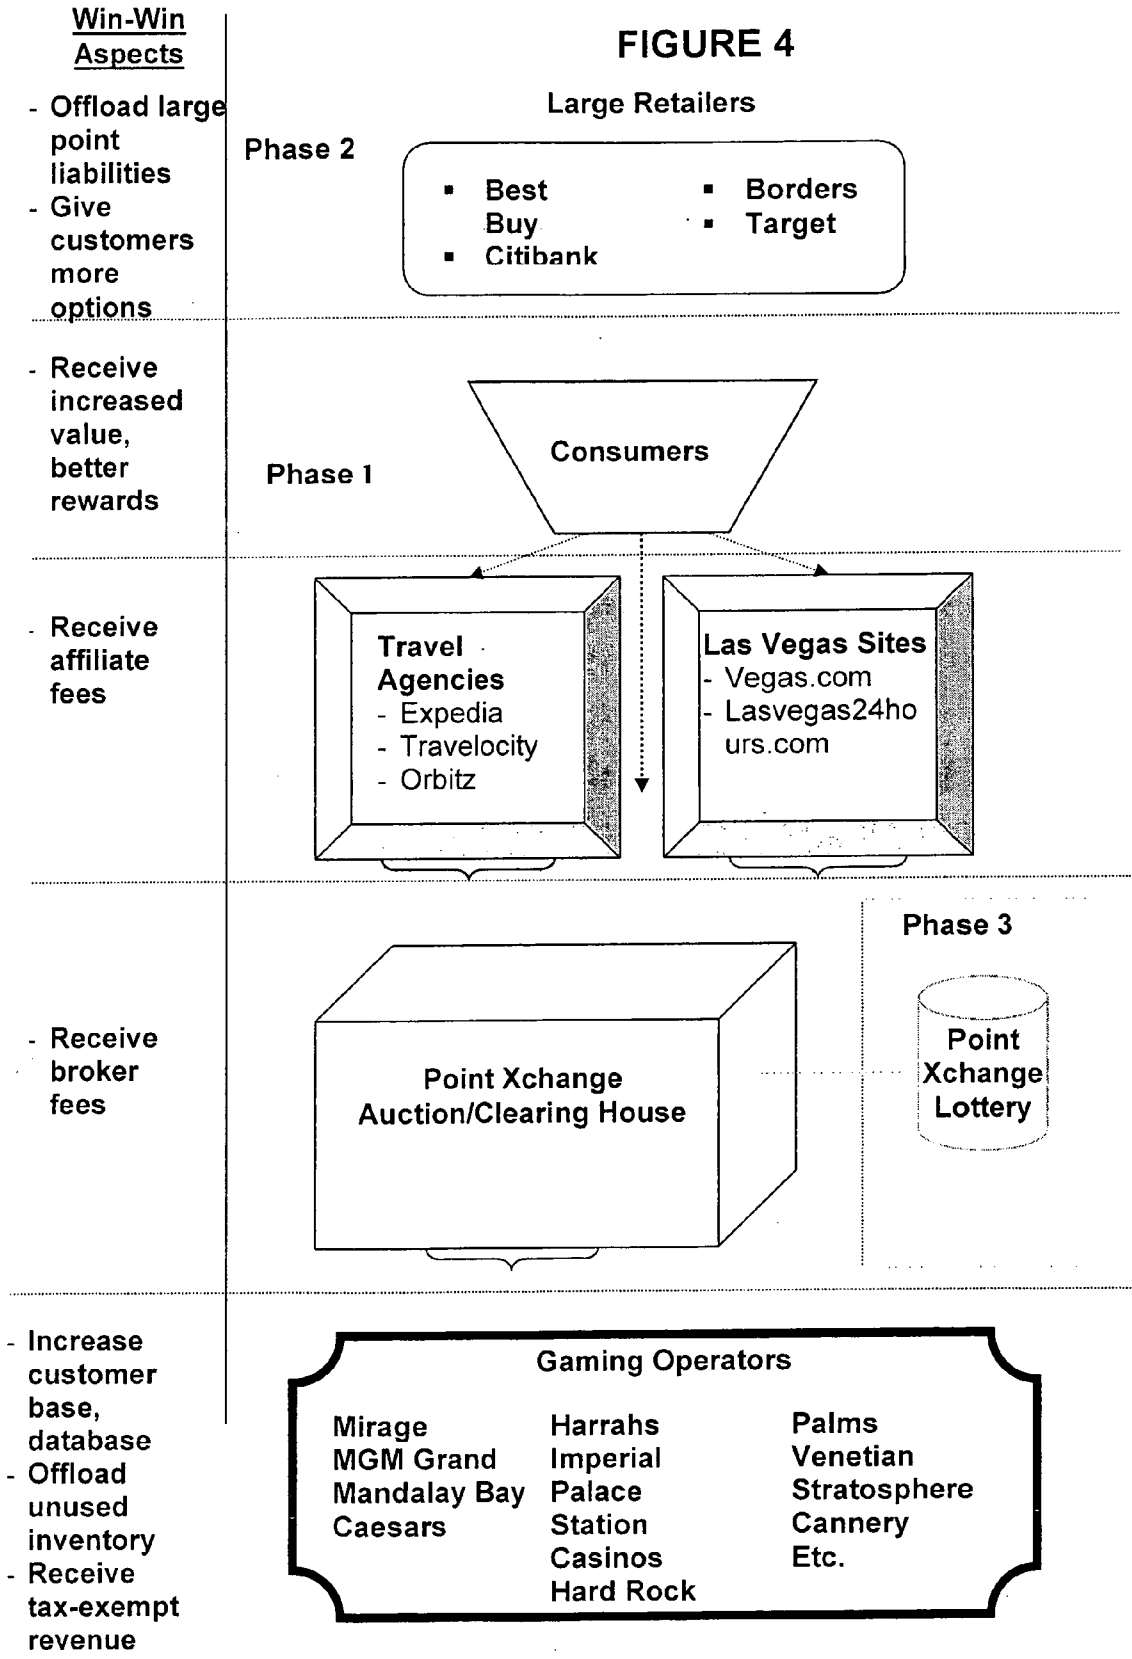 Win-Win
Aspects
FIGURE 4
- Offload large
point
liabilities
- Give
customers
more
options
Large Retailers
Phase 2
▪ Best
Buy
▪ Citibank
▪ Borders
▪ Target
- Receive
increased
value,
better
rewards
Phase 1
Consumers
- Receive
affiliate
fees
Travel
Agencies
- Expedia
- Travelocity
- Orbitz
Las Vegas Sites
- Vegas.com
- Lasvegas24ho
urs.com
- Receive
broker
fees
Point Xchange
Auction/Clearing House
Phase 3
Point
Xchange
Lottery
- Increase
customer
base,
database
- Offload
unused
inventory
- Receive
tax-exempt
revenue
Gaming Operators
Mirage
MGM Grand
Mandalay Bay
Caesars
Harrahs
Imperial
Palace
Station
Casinos
Hard Rock
Palms
Venetian
Stratosphere
Cannery
Etc.